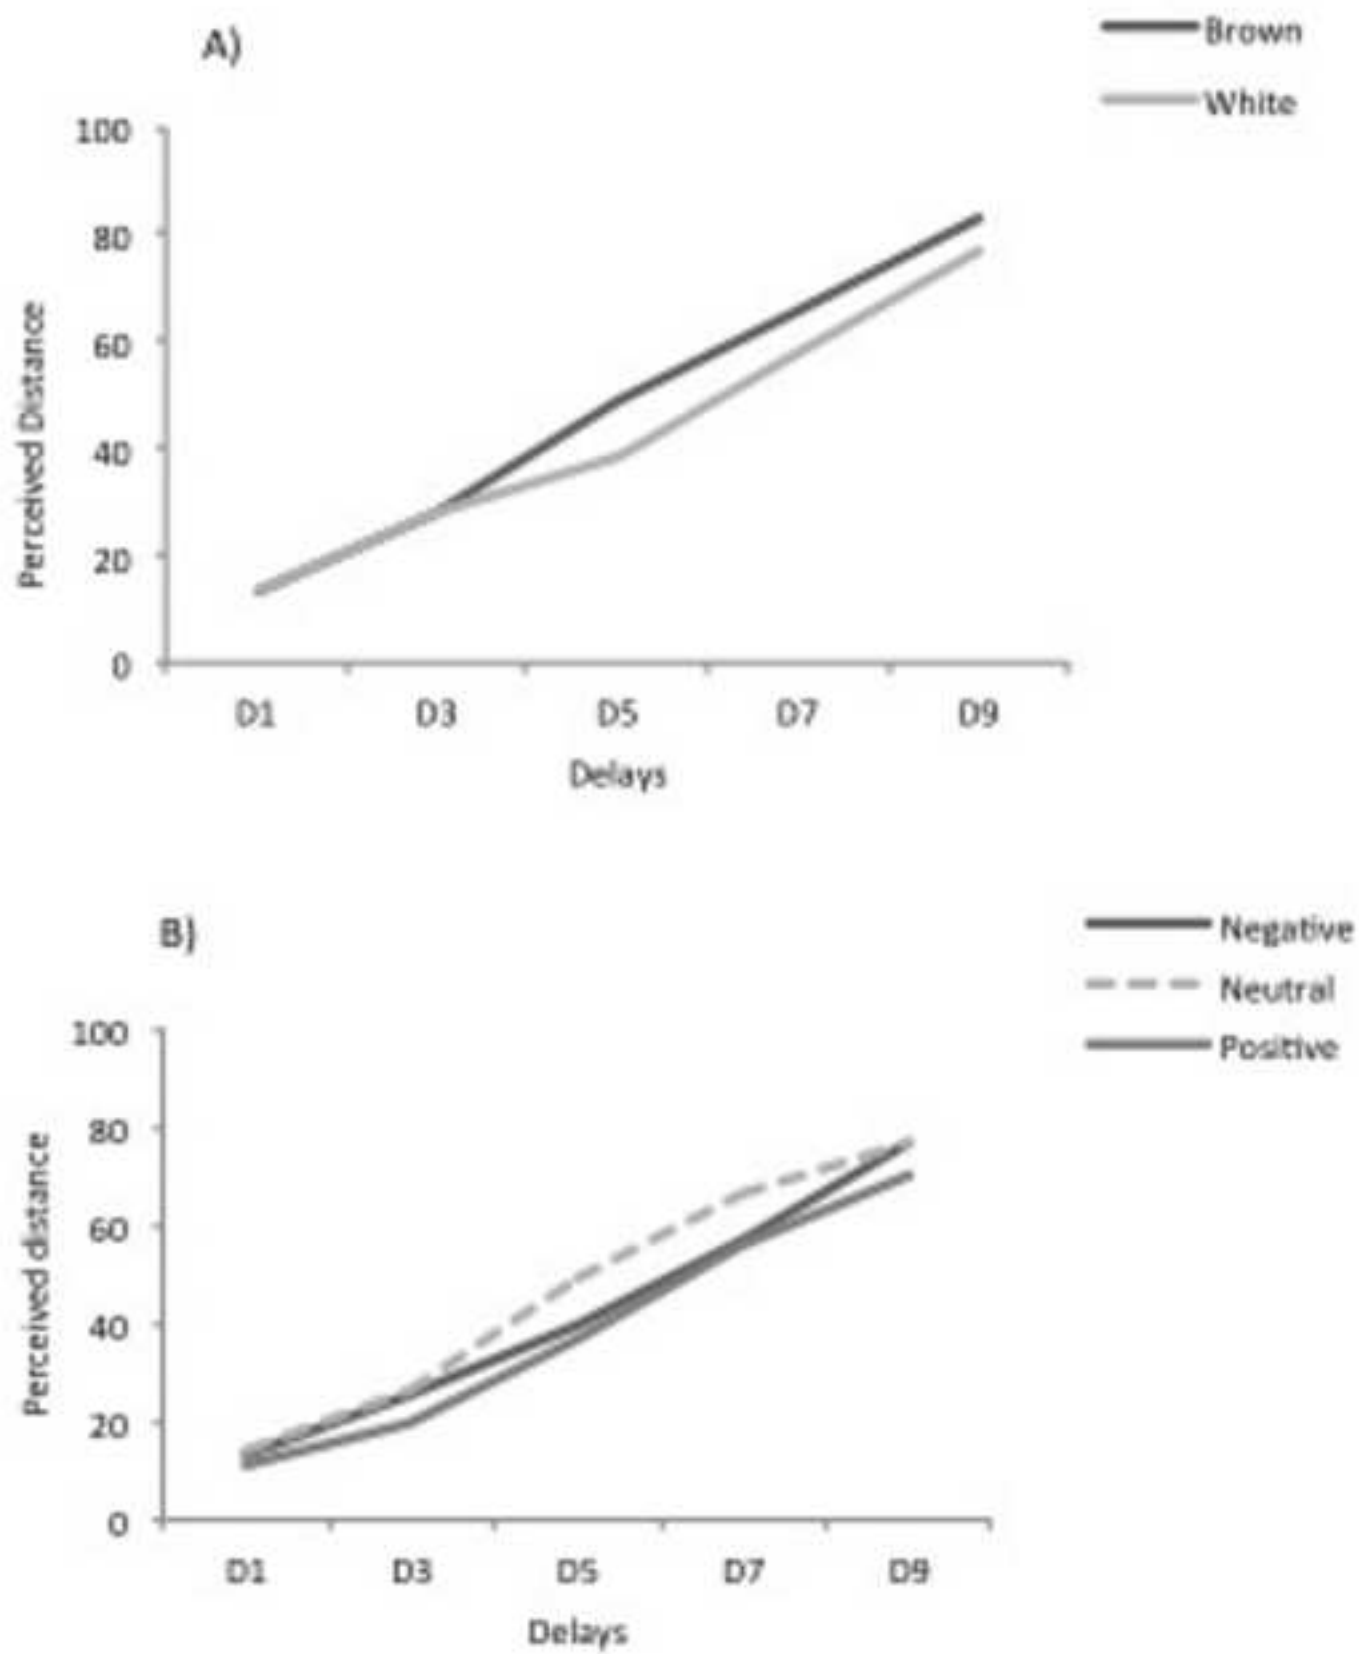 A)
Brown
White
100
80
60
40
20
0
Perceived Distance
D1 D3 D5 D7 D9
Delays
B)
Negative
Neutral
Positive
100
80
60
40
20
0
Perceived distance
D1 D3 D5 D7 D9
Delays